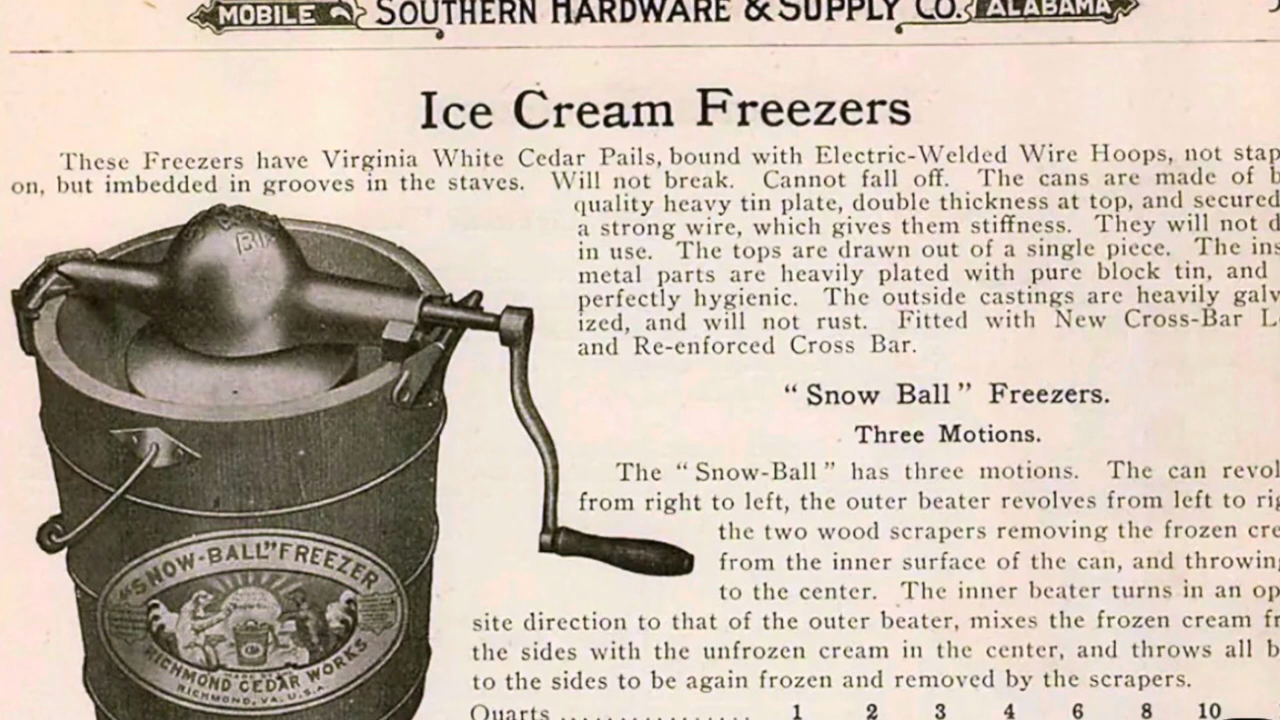 MOBILE SOUTHERN HARDWARE & SUPPLY CO. ALABAMA
Ice Cream Freezers
These Freezers have Virginia White Cedar Pails, bound with Electric-Welded Wire Hoops, not stap
on, but imbedded in grooves in the staves. Will not break. Cannot fall off. The cans are made of b
quality heavy tin plate, double thickness at top, and secured
a strong wire, which gives them stiffness. They will not d
in use. The tops are drawn out of a single piece. The ins
metal parts are heavily plated with pure block tin, and
perfectly hygienic. The outside castings are heavily galv
ized, and will not rust. Fitted with New Cross-Bar L
and Re-enforced Cross Bar.
"Snow Ball" Freezers.
Three Motions.
The "Snow-Ball" has three motions. The can revol
from right to left, the outer beater revolves from left to rig
the two wood scrapers removing the frozen cre
from the inner surface of the can, and throwing
to the center. The inner beater turns in an op
site direction to that of the outer beater, mixes the frozen cream fr
the sides with the unfrozen cream in the center, and throws all b
to the sides to be again frozen and removed by the scrapers.
Quarts .................... 1 2 3 4 6 8 10
"SNOW-BALL" FREEZER
RICHMOND CEDAR WORKS
RICHMOND, VA. U.S.A.